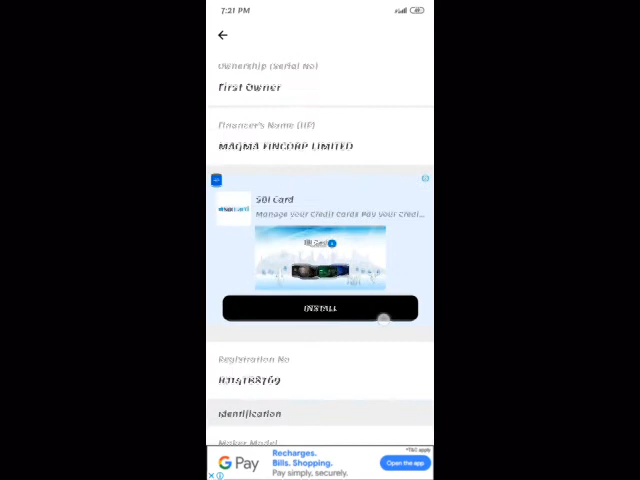 7:21 PM
Ownership (Serial No)
First Owner
Financer's Name (HP)
MAGMA FINCORP LIMITED
SBI Card
Manage Your Credit Cards Pay Your Credi...
SBI Card
INSTALL
Registration No
Identification
Maker Model
*T&C apply
G Pay
Recharges.
Bills. Shopping.
Pay simply, securely.
Open the app